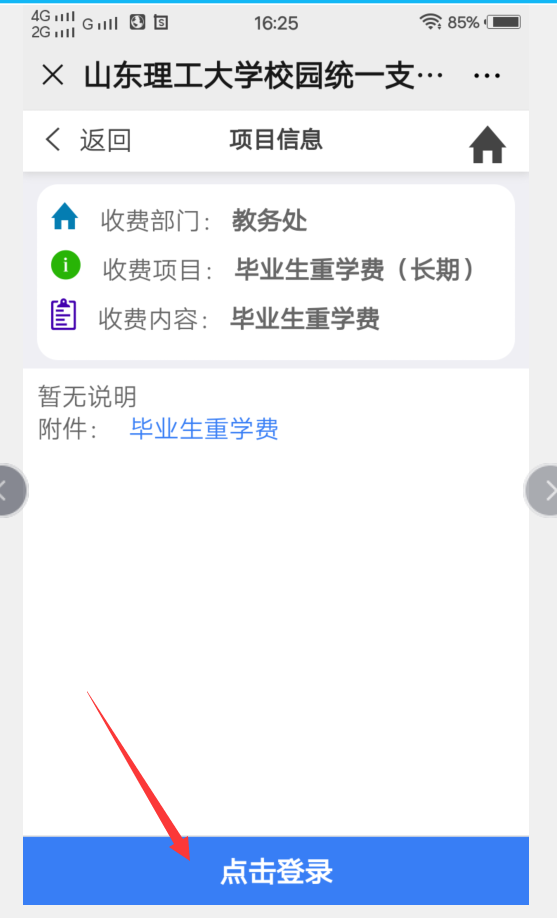 4G G 16:25 85%
2G
山东理工大学校园统一支…
返回 项目信息
收费部门： 教务处
收费项目： 毕业生重学费（长期）
收费内容： 毕业生重学费
暂无说明
附件： 毕业生重学费
点击登录